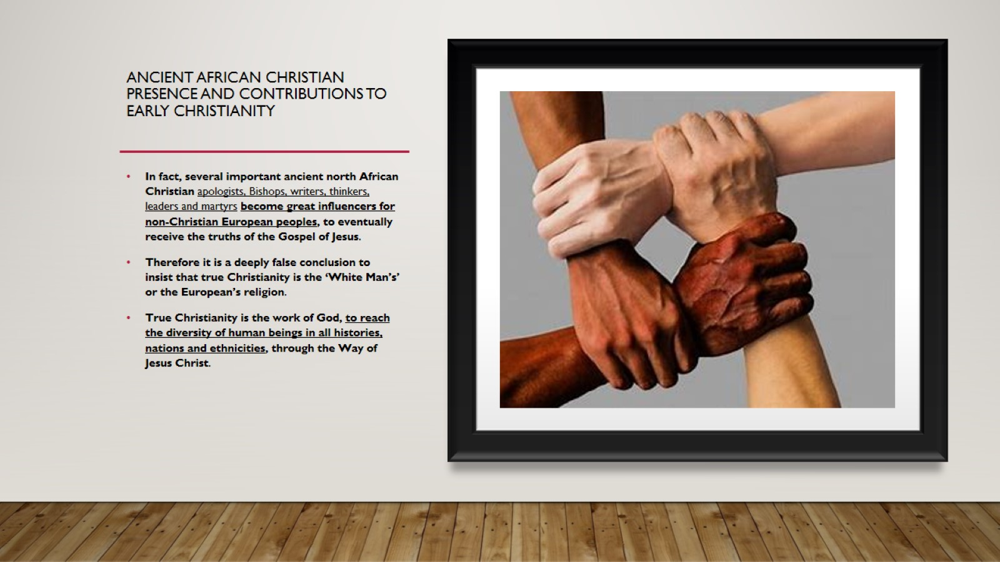 ANCIENT AFRICAN CHRISTIAN
PRESENCE AND CONTRIBUTIONS TO
EARLY CHRISTIANITY
• In fact, several important ancient north African
Christian apologists, Bishops, writers, thinkers,
leaders and martyrs become great influencers for
non-Christian European peoples, to eventually
receive the truths of the Gospel of Jesus.
• Therefore it is a deeply false conclusion to
insist that true Christianity is the ‘White Man’s’
or the European’s religion.
• True Christianity is the work of God, to reach
the diversity of human beings in all histories,
nations and ethnicities, through the Way of
Jesus Christ.